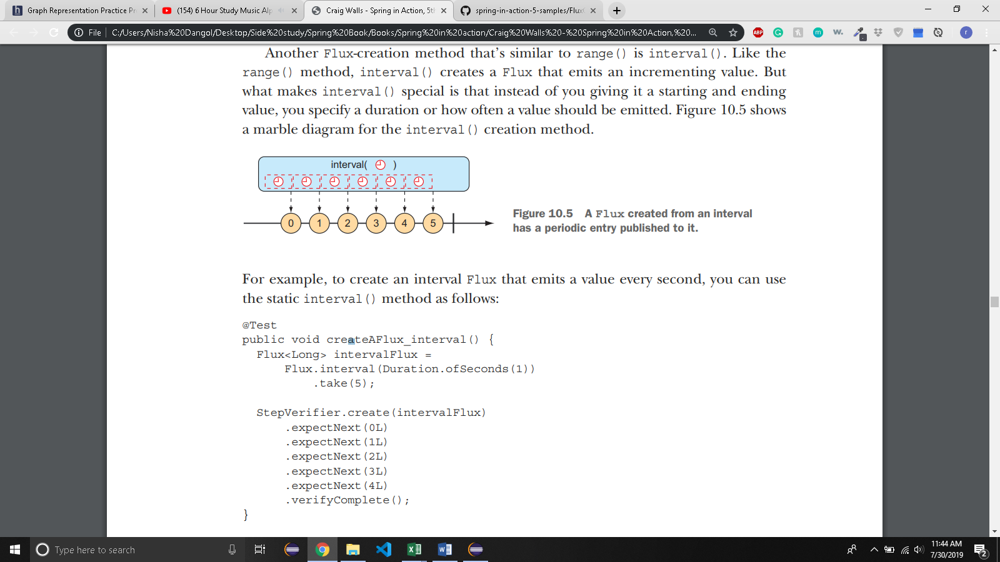 Graph Representation Practice Pr
(154) 6 Hour Study Music Alp
Craig Walls - Spring in Action, 5th
spring-in-action-5-samples/Flux
File | C:/Users/Nisha%20Dangol/Desktop/Side%20study/Spring%20Book/Books/Spring%20in%20action/Craig%20Walls%20-%20Spring%20in%20Action,%20...
ABP
Another Flux-creation method that’s similar to range() is interval(). Like the
range() method, interval() creates a Flux that emits an incrementing value. But
what makes interval() special is that instead of you giving it a starting and ending
value, you specify a duration or how often a value should be emitted. Figure 10.5 shows
a marble diagram for the interval() creation method.
interval( )
0 1 2 3 4 5
Figure 10.5 A Flux created from an interval
has a periodic entry published to it.
For example, to create an interval Flux that emits a value every second, you can use
the static interval() method as follows:
@Test
public void createAFlux_interval() {
Flux<Long> intervalFlux =
Flux.interval(Duration.ofSeconds(1))
.take(5);
StepVerifier.create(intervalFlux)
.expectNext(0L)
.expectNext(1L)
.expectNext(2L)
.expectNext(3L)
.expectNext(4L)
.verifyComplete();
}
Type here to search
11:44 AM
7/30/2019
2